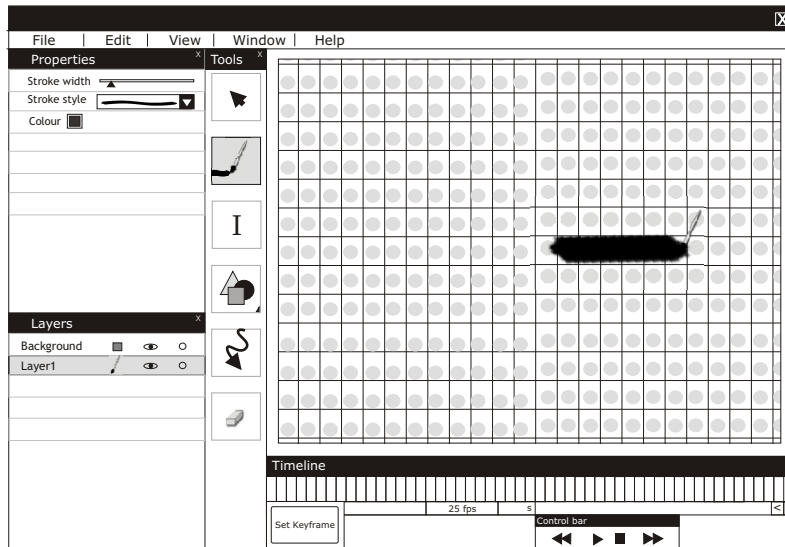 X
File | Edit | View | Window | Help
Properties X
Tools X
Stroke width
Stroke style
Colour
I
Layers X
Background
Layer1
Timeline
25 fps s <
Set Keyframe
Control bar